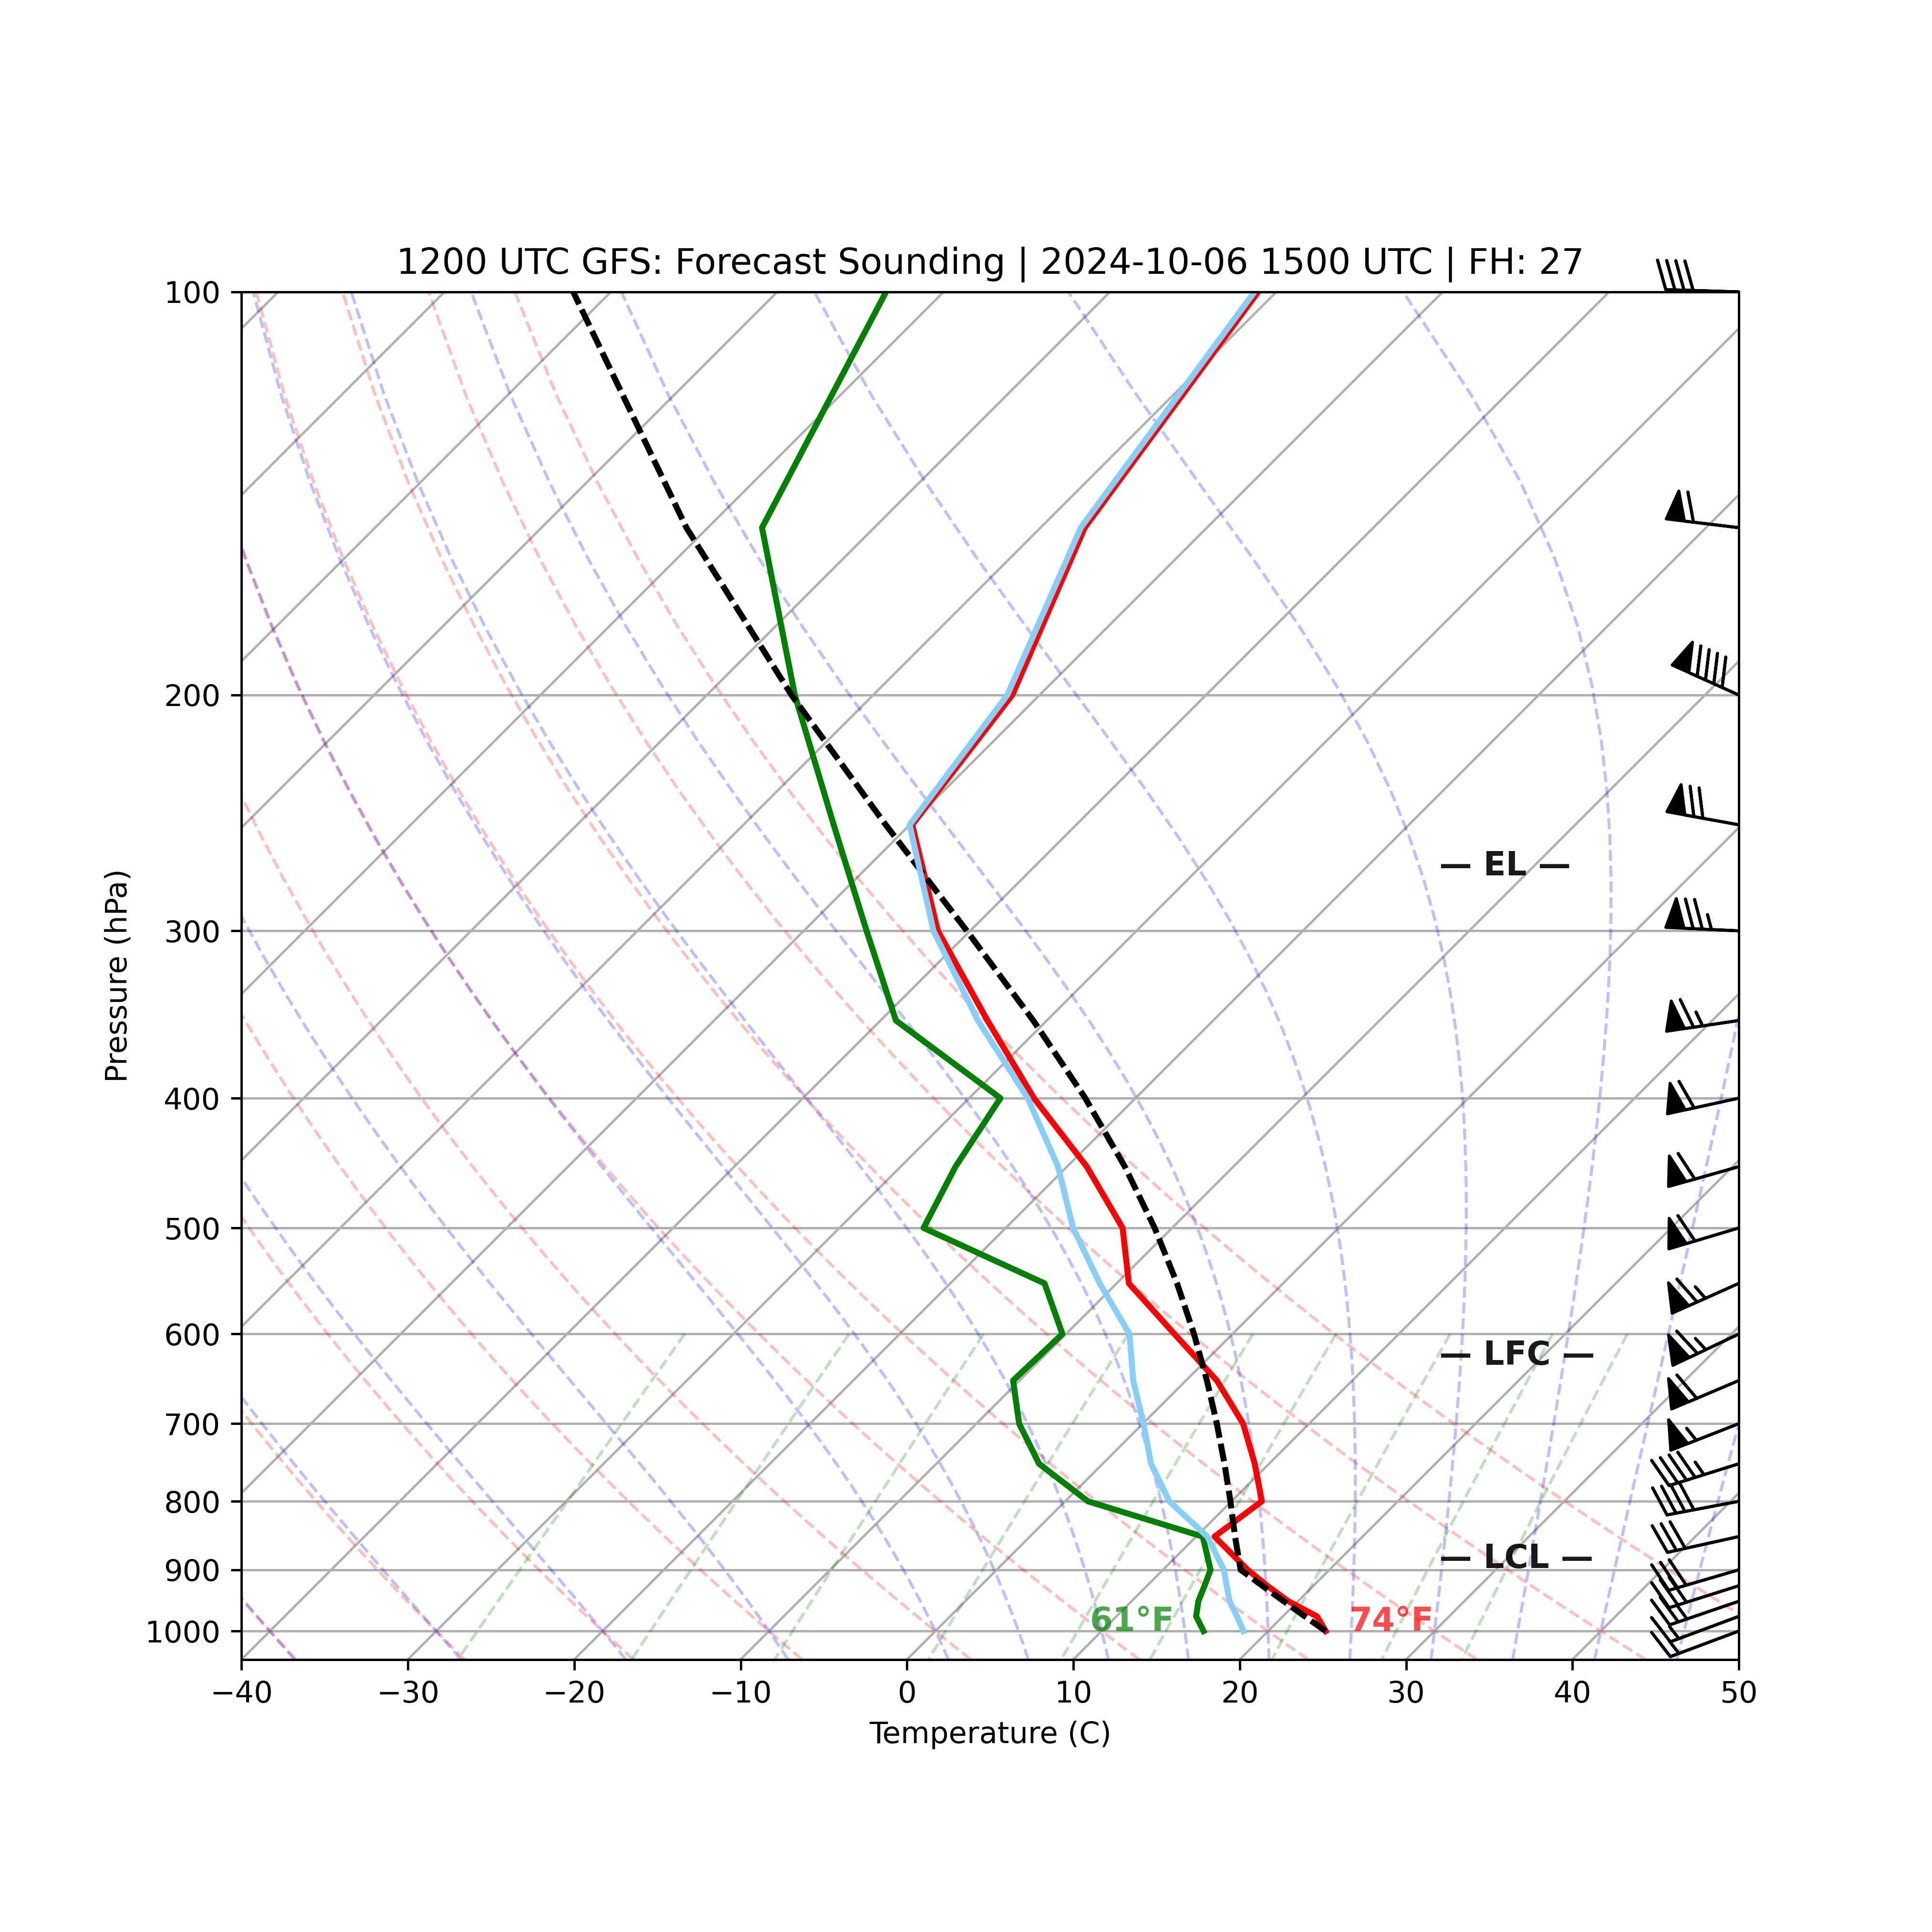 1200 UTC GFS: Forecast Sounding | 2024-10-06 1500 UTC | FH: 27
100
200
— EL —
300
Pressure (hPa)
400
500
600
— LFC —
700
800
— LCL —
900
61°F 74°F
1000
−40 −30 −20 −10 0 10 20 30 40 50
Temperature (C)